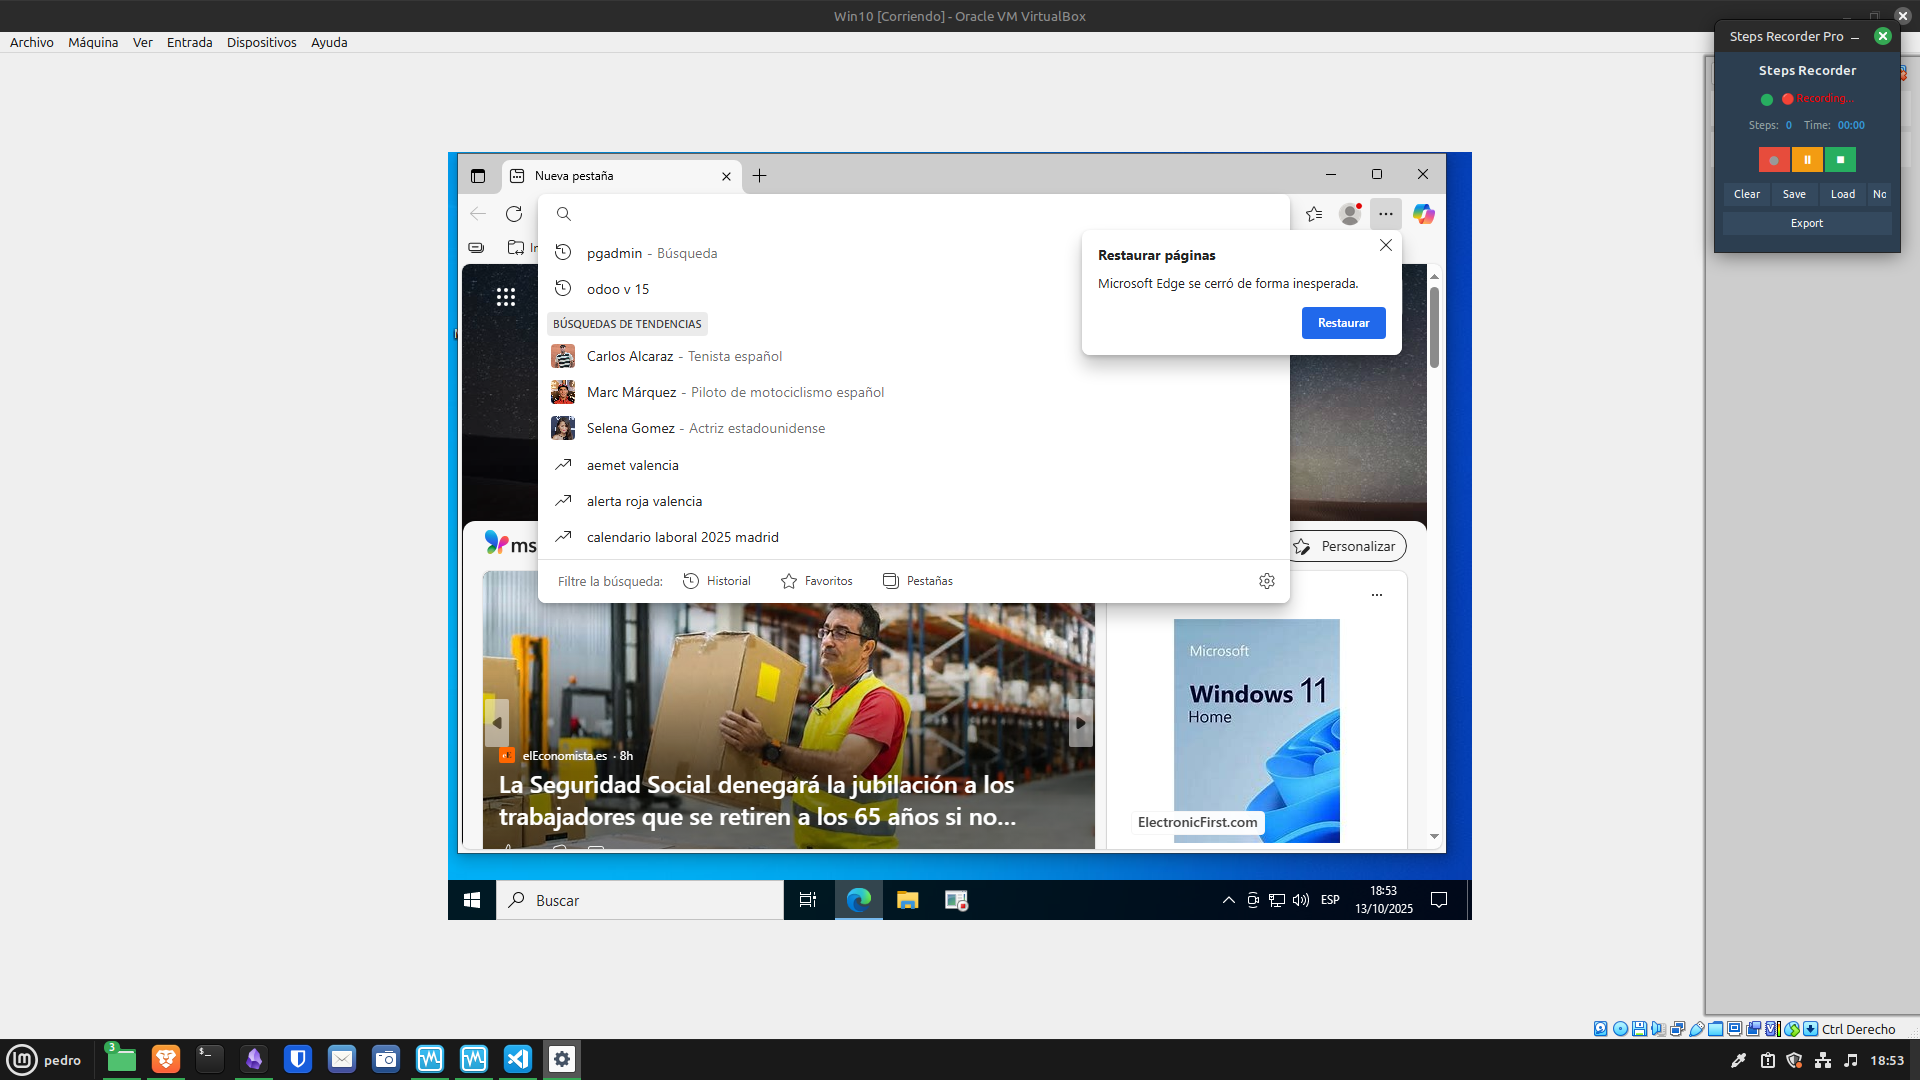 Win10 [Corriendo] - Oracle VM VirtualBox
Archivo Máquina Ver Entrada Dispositivos Ayuda
Steps Recorder Pro
Steps Recorder
Recording...
Steps: 0 Time: 00:00
Clear Save Load No
Export
Nueva pestaña
pgadmin - Búsqueda
odoo v 15
BÚSQUEDAS DE TENDENCIAS
Carlos Alcaraz - Tenista español
Marc Márquez - Piloto de motociclismo español
Selena Gomez - Actriz estadounidense
aemet valencia
alerta roja valencia
calendario laboral 2025 madrid
Filtre la búsqueda: Historial Favoritos Pestañas
Restaurar páginas
Microsoft Edge se cerró de forma inesperada.
Restaurar
ms
Personalizar
elEconomista.es · 8h
La Seguridad Social denegará la jubilación a los
trabajadores que se retiren a los 65 años si no...
Microsoft
Windows 11
Home
ElectronicFirst.com
Buscar
ESP
18:53
13/10/2025
Ctrl Derecho
3
pedro
18:53